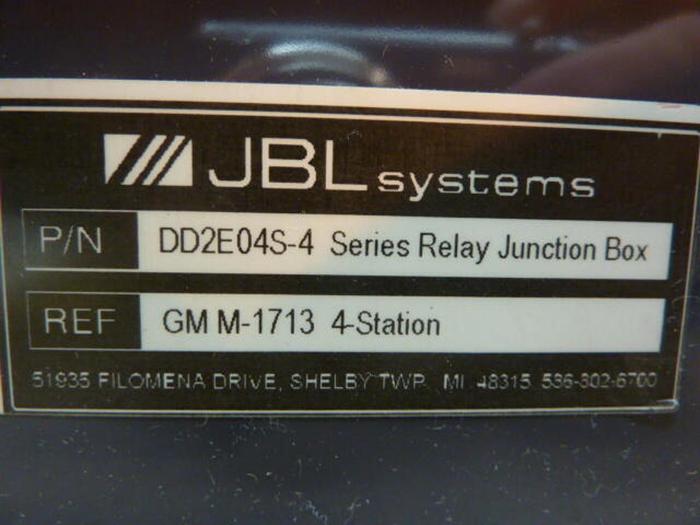 JBL systems
P/N DD2E04S-4 Series Relay Junction Box
REF GM M-1713 4-Station
51935 FILOMENA DRIVE, SHELBY TWP. MI 48315 586-802-6700